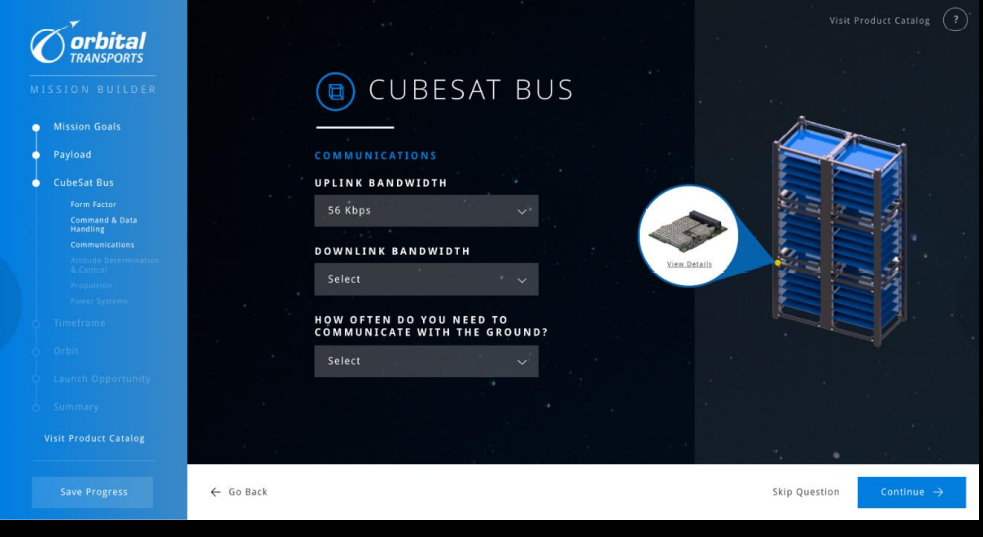 orbital
TRANSPORTS
MISSION BUILDER
Mission Goals
Payload
CubeSat Bus
Form Factor
Command & Data
Handling
Communications
Attitude Determination
& Control
Propulsion
Power Systems
Timeframe
Orbit
Launch Opportunity
Summary
Visit Product Catalog
Save Progress
Visit Product Catalog ?
CUBESAT BUS
COMMUNICATIONS
UPLINK BANDWIDTH
56 Kbps
DOWNLINK BANDWIDTH
Select
HOW OFTEN DO YOU NEED TO
COMMUNICATE WITH THE GROUND?
Select
View Details
← Go Back
Skip Question
Continue →